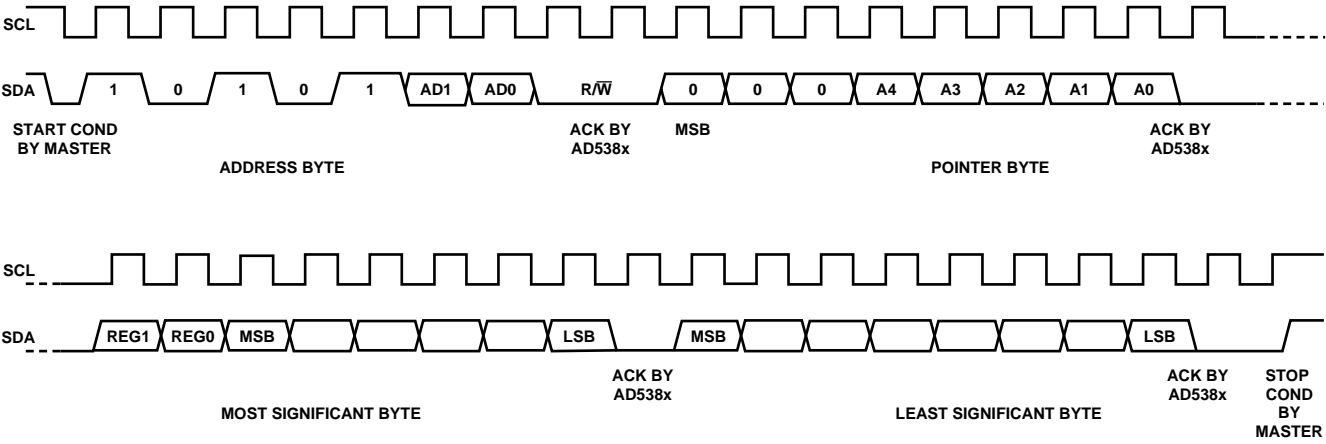 SCL
SDA 1 0 1 0 1 AD1 AD0 R/W̅ 0 0 0 A4 A3 A2 A1 A0
START COND
BY MASTER
ACK BY
AD538x
MSB
ACK BY
AD538x
ADDRESS BYTE
POINTER BYTE
SCL
SDA REG1 REG0 MSB LSB MSB LSB
ACK BY
AD538x
ACK BY
AD538x
STOP
COND
BY
MASTER
MOST SIGNIFICANT BYTE
LEAST SIGNIFICANT BYTE